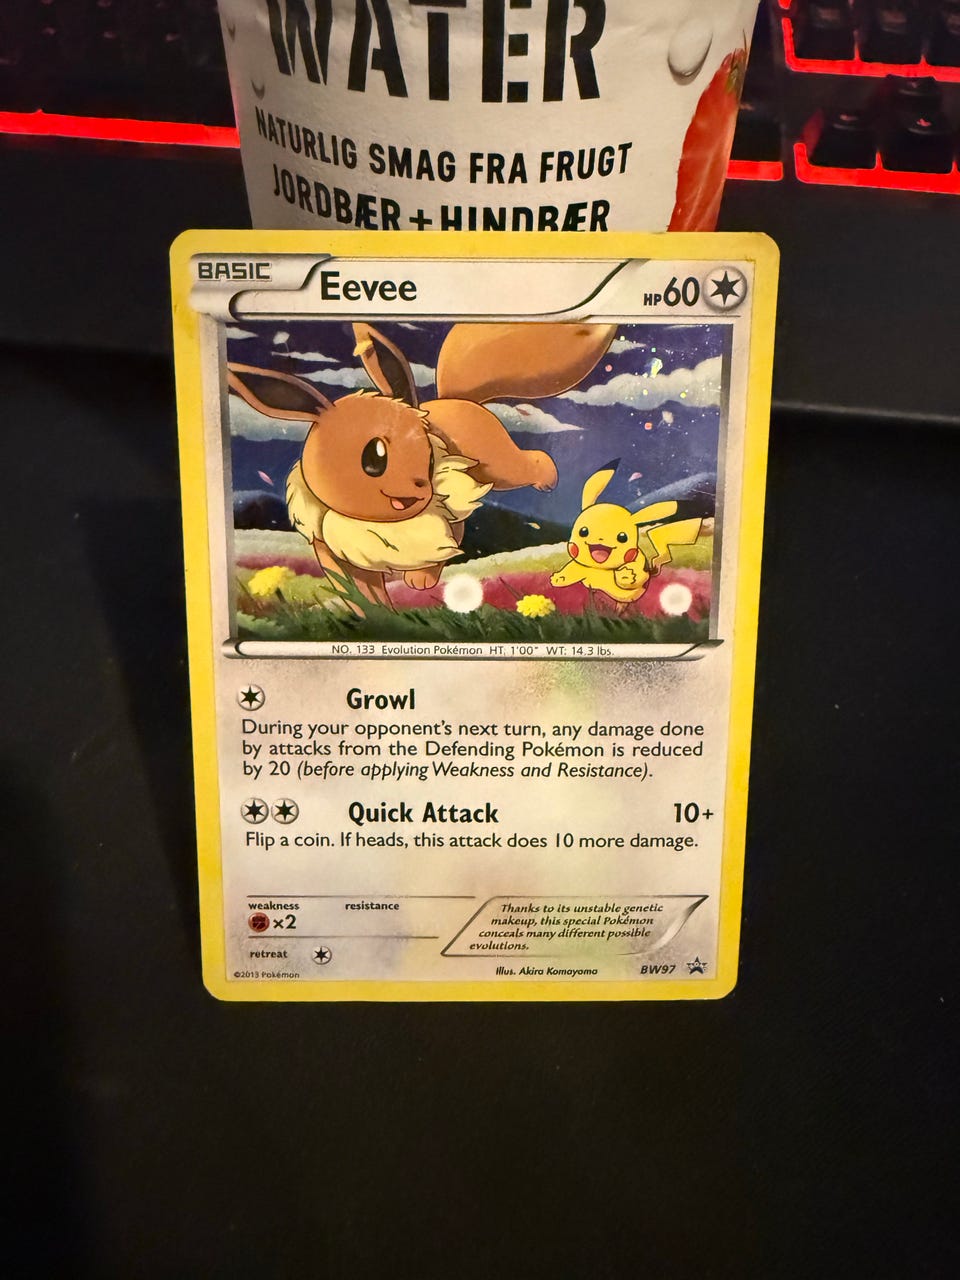 WATER
NATURLIG SMAG FRA FRUGT
JORDBÆR + HINDBÆR
BASIC Eevee HP 60
NO. 133 Evolution Pokémon HT: 1'00" WT: 14.3 lbs.
Growl
During your opponent's next turn, any damage done
by attacks from the Defending Pokémon is reduced
by 20 (before applying Weakness and Resistance).
Quick Attack 10+
Flip a coin. If heads, this attack does 10 more damage.
weakness resistance
×2
retreat
Thanks to its unstable genetic
makeup, this special Pokémon
conceals many different possible
evolutions.
©2013 Pokémon Illus. Akira Komayama BW97